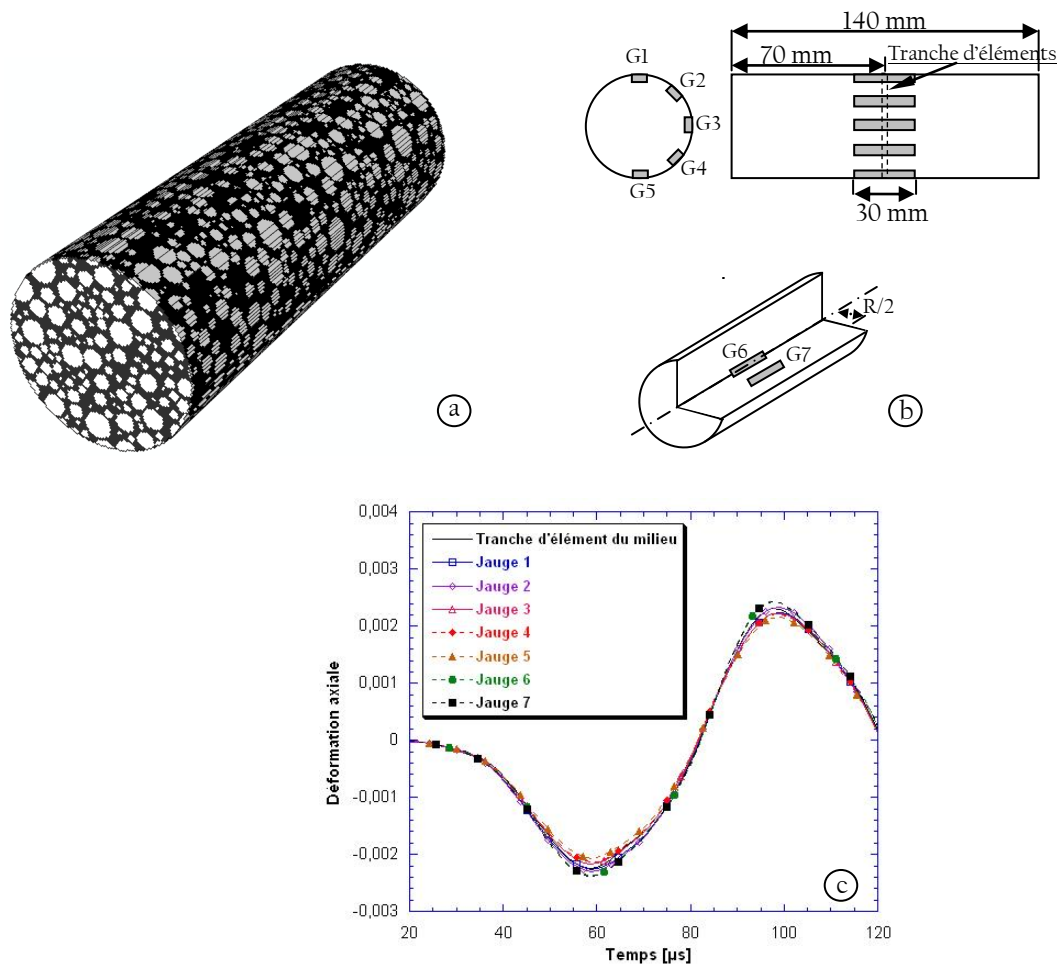 140 mm
70 mm
Tranche d'éléments
G1
G2
G3
G4
G5
30 mm
R/2
G6
G7
a
b
0,004
0,003
0,002
0,001
0
-0,001
-0,002
-0,003
Déformation axiale
Tranche d'élément du milieu
Jauge 1
Jauge 2
Jauge 3
Jauge 4
Jauge 5
Jauge 6
Jauge 7
c
20
40
60
80
100
120
Temps [µs]